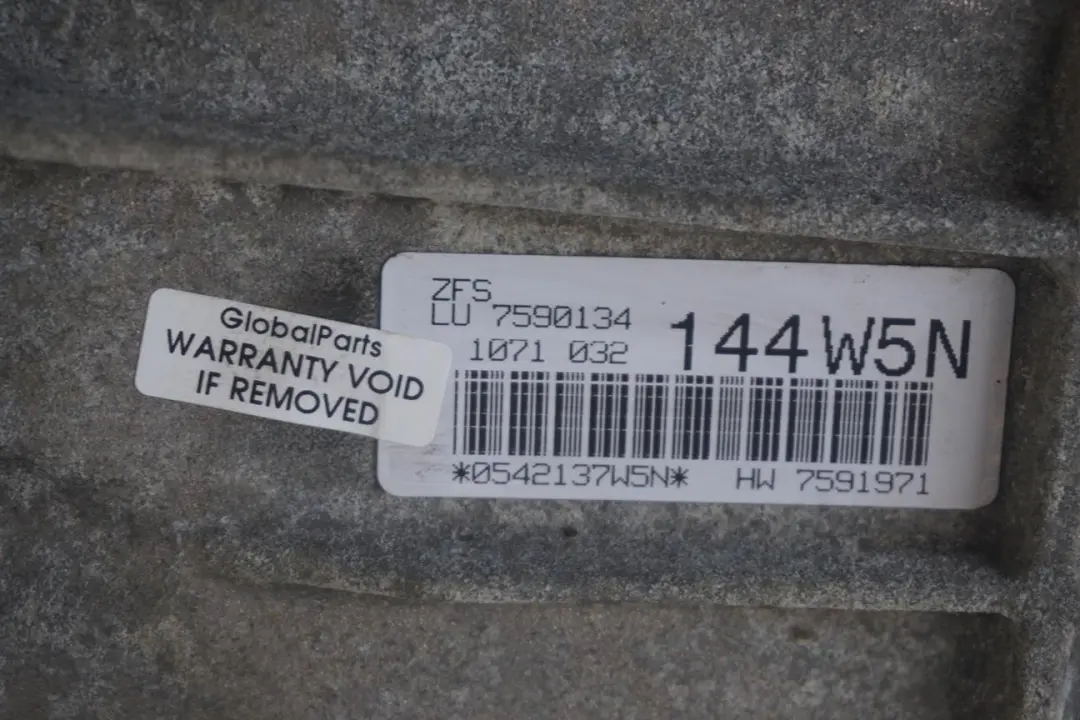 GlobalParts
WARRANTY VOID
IF REMOVED
ZFS
LU 7590134
1071 032
144W5N
*0542137W5N* HW 7591971